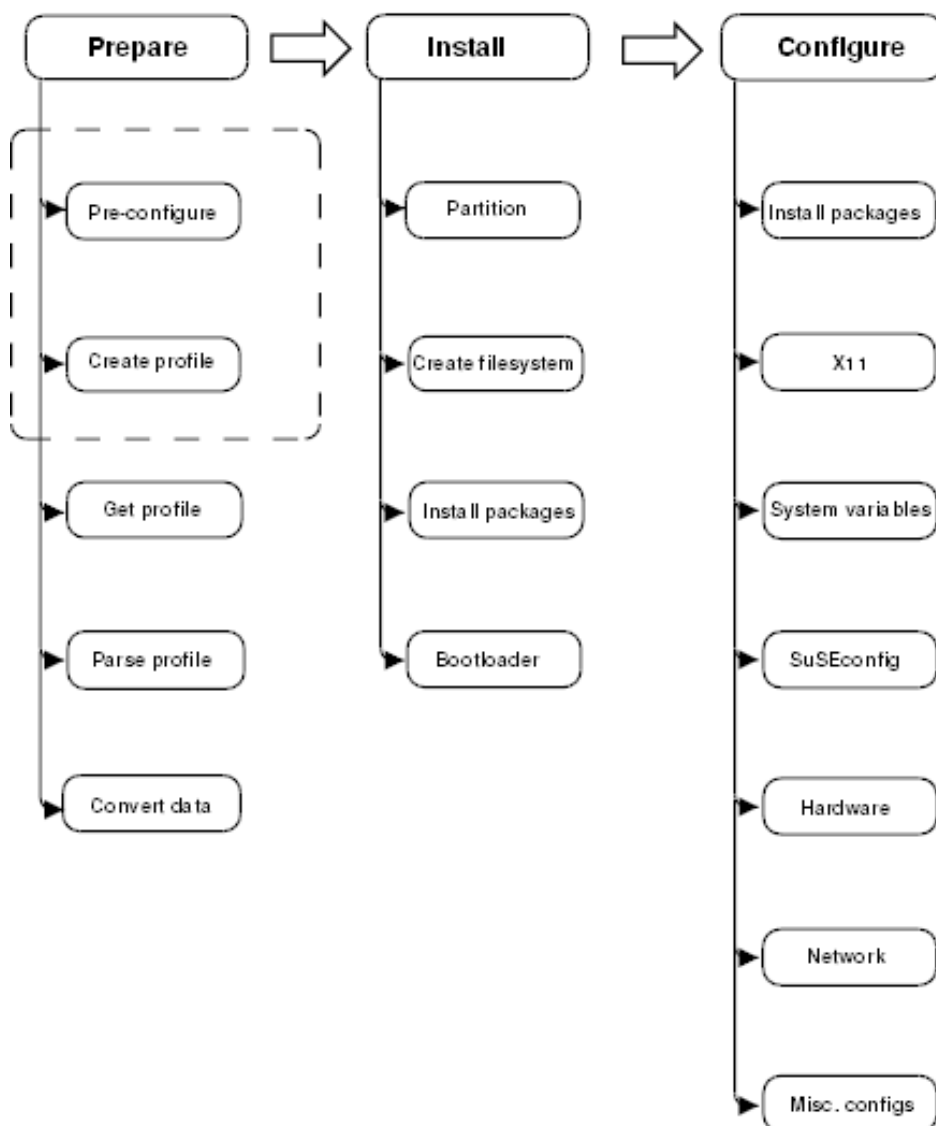 Prepare
Install
Configure
Pre-configure
Partition
Install packages
Create profile
Create filesystem
X11
Get profile
Install packages
System variables
Parse profile
Bootloader
SuSEconfig
Convert data
Hardware
Network
Misc. configs